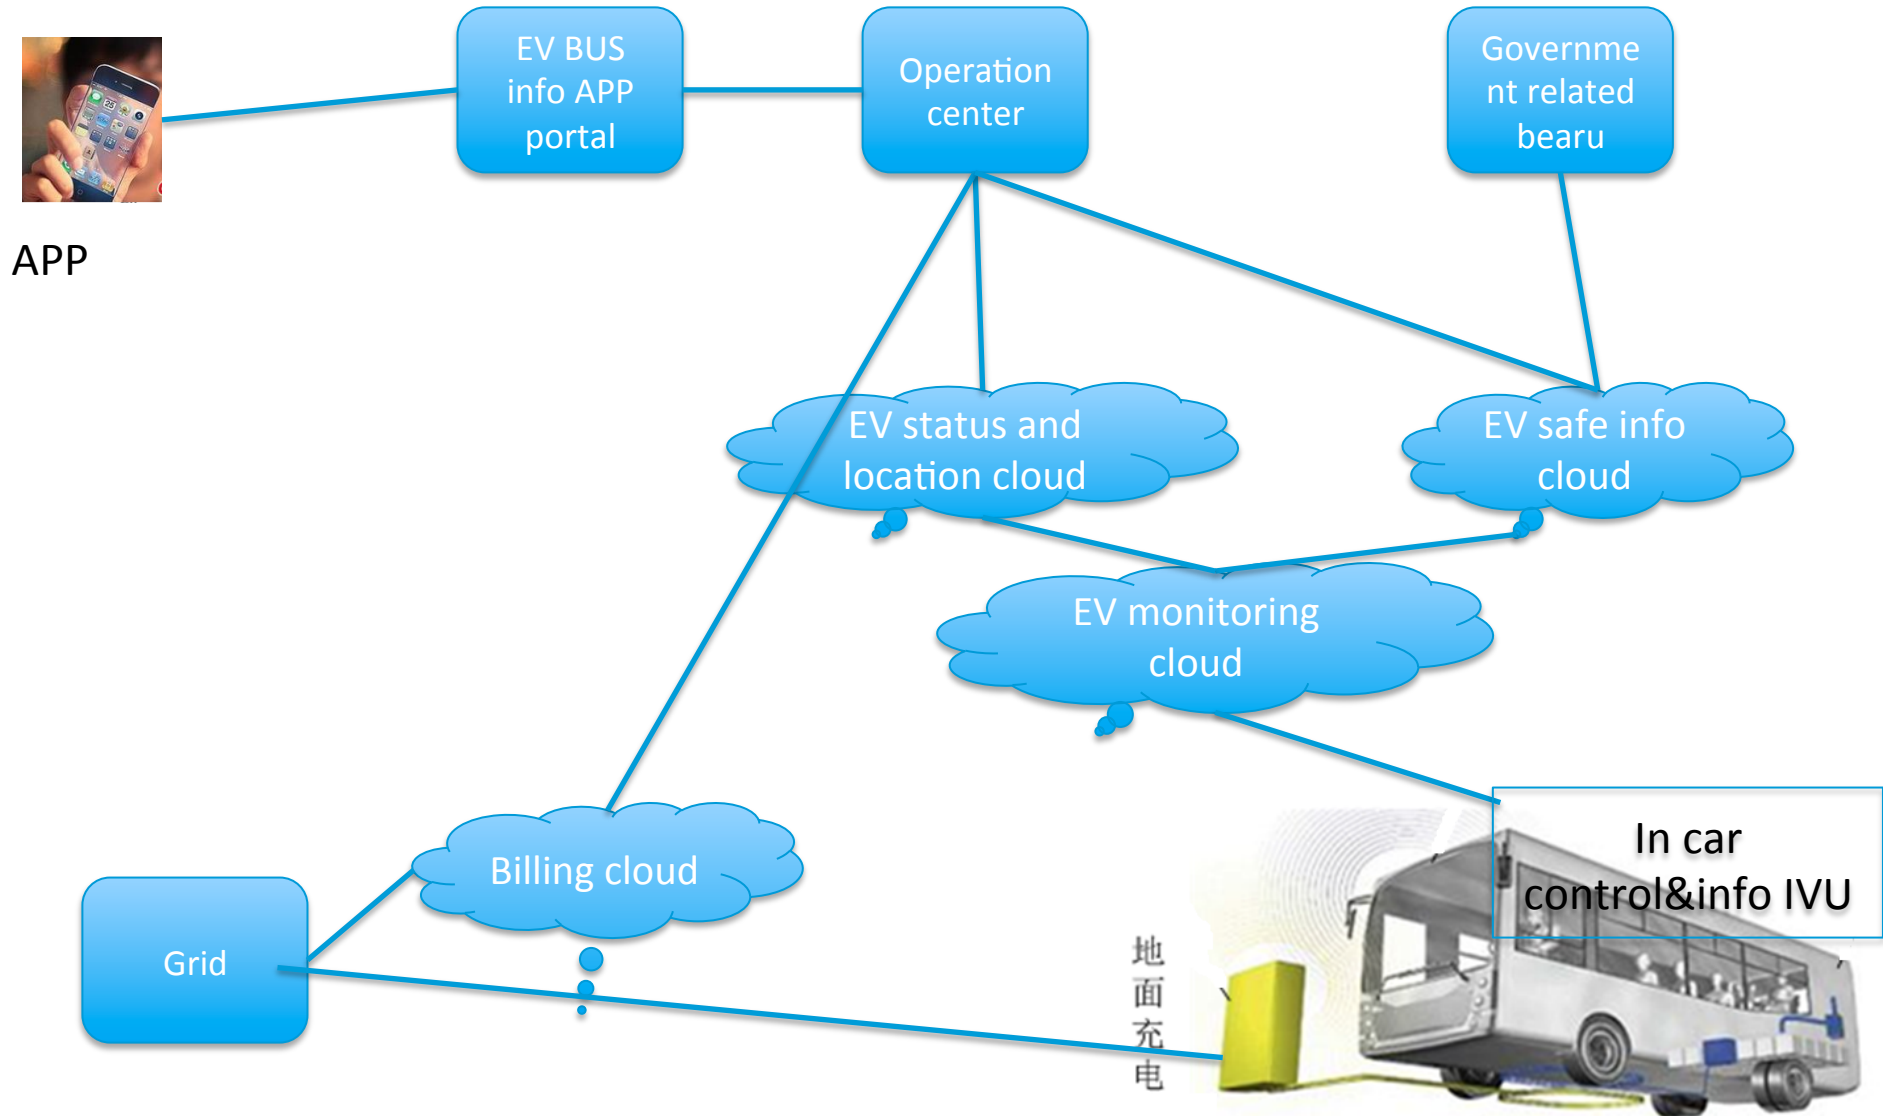 EV BUS
info APP
portal
Operation
center
Governme
nt related
bearu
APP
EV status and
location cloud
EV safe info
cloud
EV monitoring
cloud
Billing cloud
Grid
In car
control&info IVU
地
面
充
电